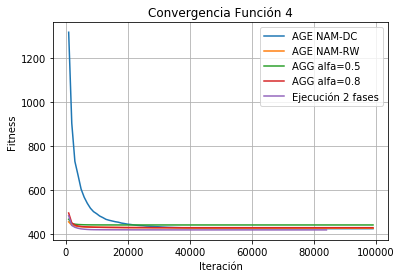 Convergencia Función 4
AGE NAM-DC
AGE NAM-RW
AGG alfa=0.5
AGG alfa=0.8
Ejecución 2 fases
Fitness
1200
1000
800
600
400
0
20000
40000
60000
80000
100000
Iteración